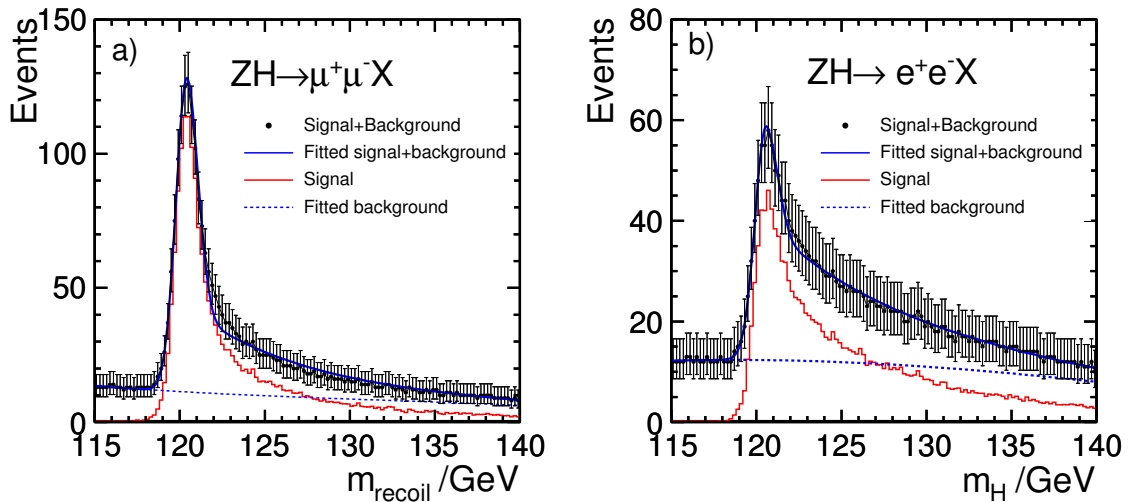 a)
Events
150
100
50
0
ZH→μ⁺μ⁻X
Signal+Background
Fitted signal+background
Signal
Fitted background
115 120 125 130 135 140
m_recoil /GeV
b)
Events
80
60
40
20
0
ZH→ e⁺e⁻X
Signal+Background
Fitted signal+background
Signal
Fitted background
115 120 125 130 135 140
m_H /GeV